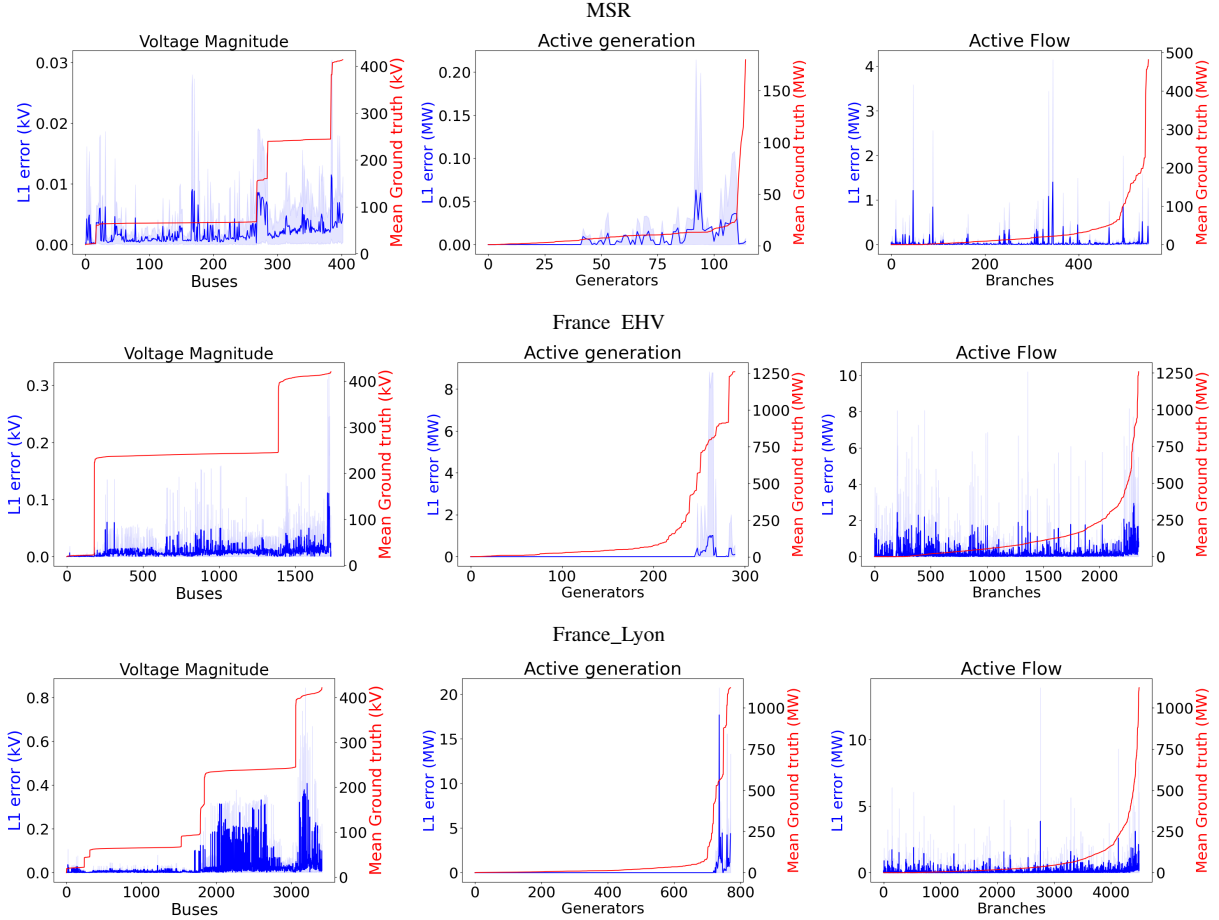 MSR
Voltage Magnitude
L1 error (kV)
0.03
0.02
0.01
0.00
400
300
200
100
0
Mean Ground truth (kV)
0 100 200 300 400
Buses
Active generation
L1 error (MW)
0.20
0.15
0.10
0.05
0.00
150
100
50
0
Mean Ground truth (MW)
0 25 50 75 100
Generators
Active Flow
L1 error (MW)
4
3
2
1
0
500
400
300
200
100
0
Mean Ground truth (MW)
0 200 400
Branches
France EHV
Voltage Magnitude
L1 error (kV)
0.3
0.2
0.1
0.0
400
300
200
100
0
Mean Ground truth (kV)
0 500 1000 1500
Buses
Active generation
L1 error (MW)
8
6
4
2
0
1250
1000
750
500
250
0
Mean Ground truth (MW)
0 100 200 300
Generators
Active Flow
L1 error (MW)
10
8
6
4
2
0
1250
1000
750
500
250
0
Mean Ground truth (MW)
0 500 1000 1500 2000
Branches
France_Lyon
Voltage Magnitude
L1 error (kV)
0.8
0.6
0.4
0.2
0.0
400
300
200
100
0
Mean Ground truth (kV)
0 1000 2000 3000
Buses
Active generation
L1 error (MW)
20
15
10
5
0
1000
750
500
250
0
Mean Ground truth (MW)
0 200 400 600 800
Generators
Active Flow
L1 error (MW)
10
5
0
1000
800
600
400
200
0
Mean Ground truth (MW)
0 1000 2000 3000 4000
Branches